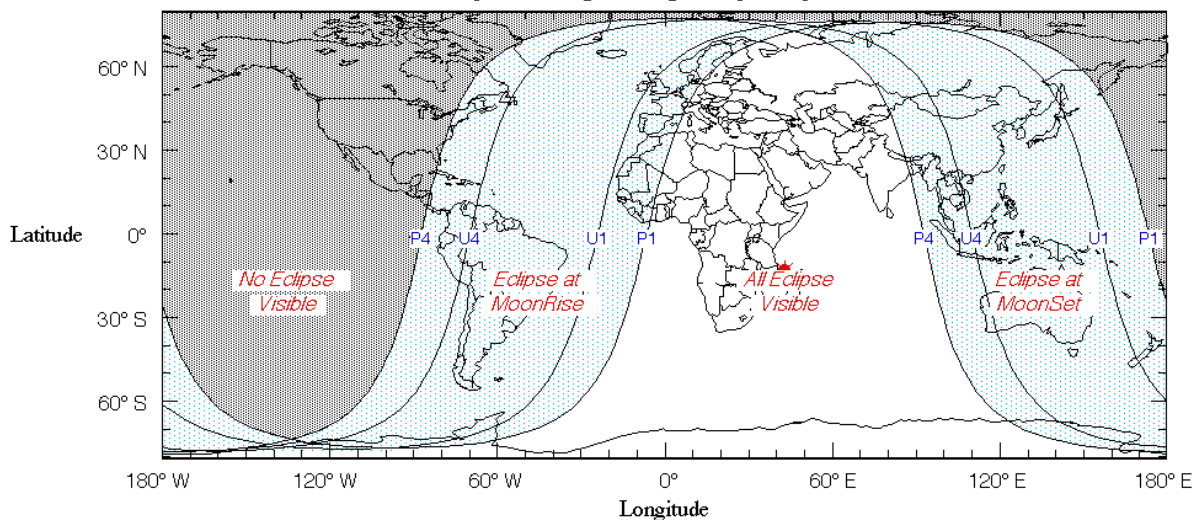 60° N
30° N
Latitude 0°
30° S
60° S
P4 U4 U1 P1 P4 U4 U1 P1
No Eclipse Visible
Eclipse at MoonRise
All Eclipse Visible
Eclipse at MoonSet
180° W 120° W 60° W 0° 60° E 120° E 180° E
Longitude